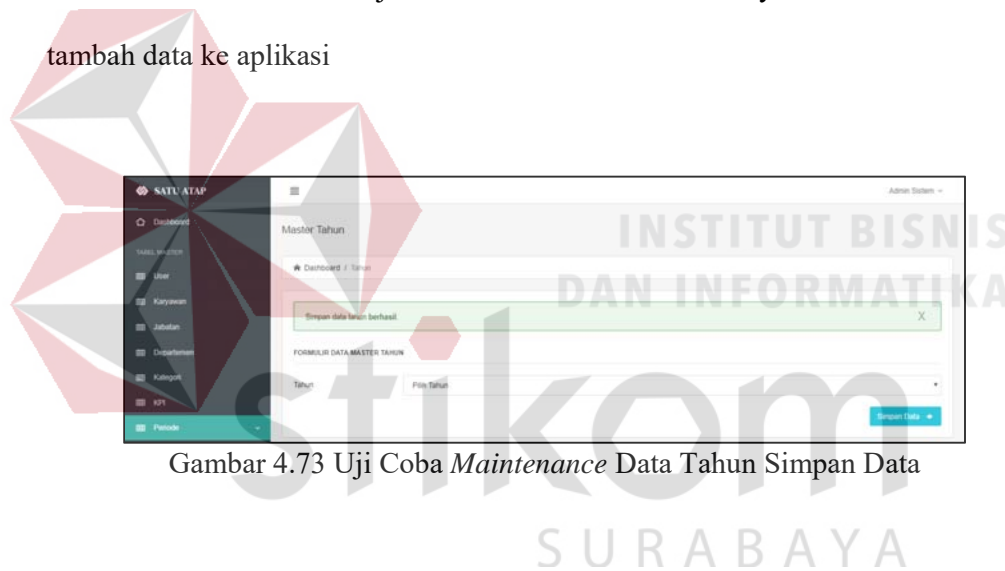 tambah data ke aplikasi
SATU ATAP
Admin Sistem
Dashboard
Master Tahun
INSTITUT BISNIS
TABEL MASTER
Dashboard / Tahun
User
DAN INFORMATIKA
Karyawan
Simpan data tahun berhasil.
X
Jabatan
Departemen
FORMULIR DATA MASTER TAHUN
Kategori
Tahun
Pilih Tahun
KPI
Simpan Data
Periode
stikom
Gambar 4.73 Uji Coba Maintenance Data Tahun Simpan Data
SURABAYA